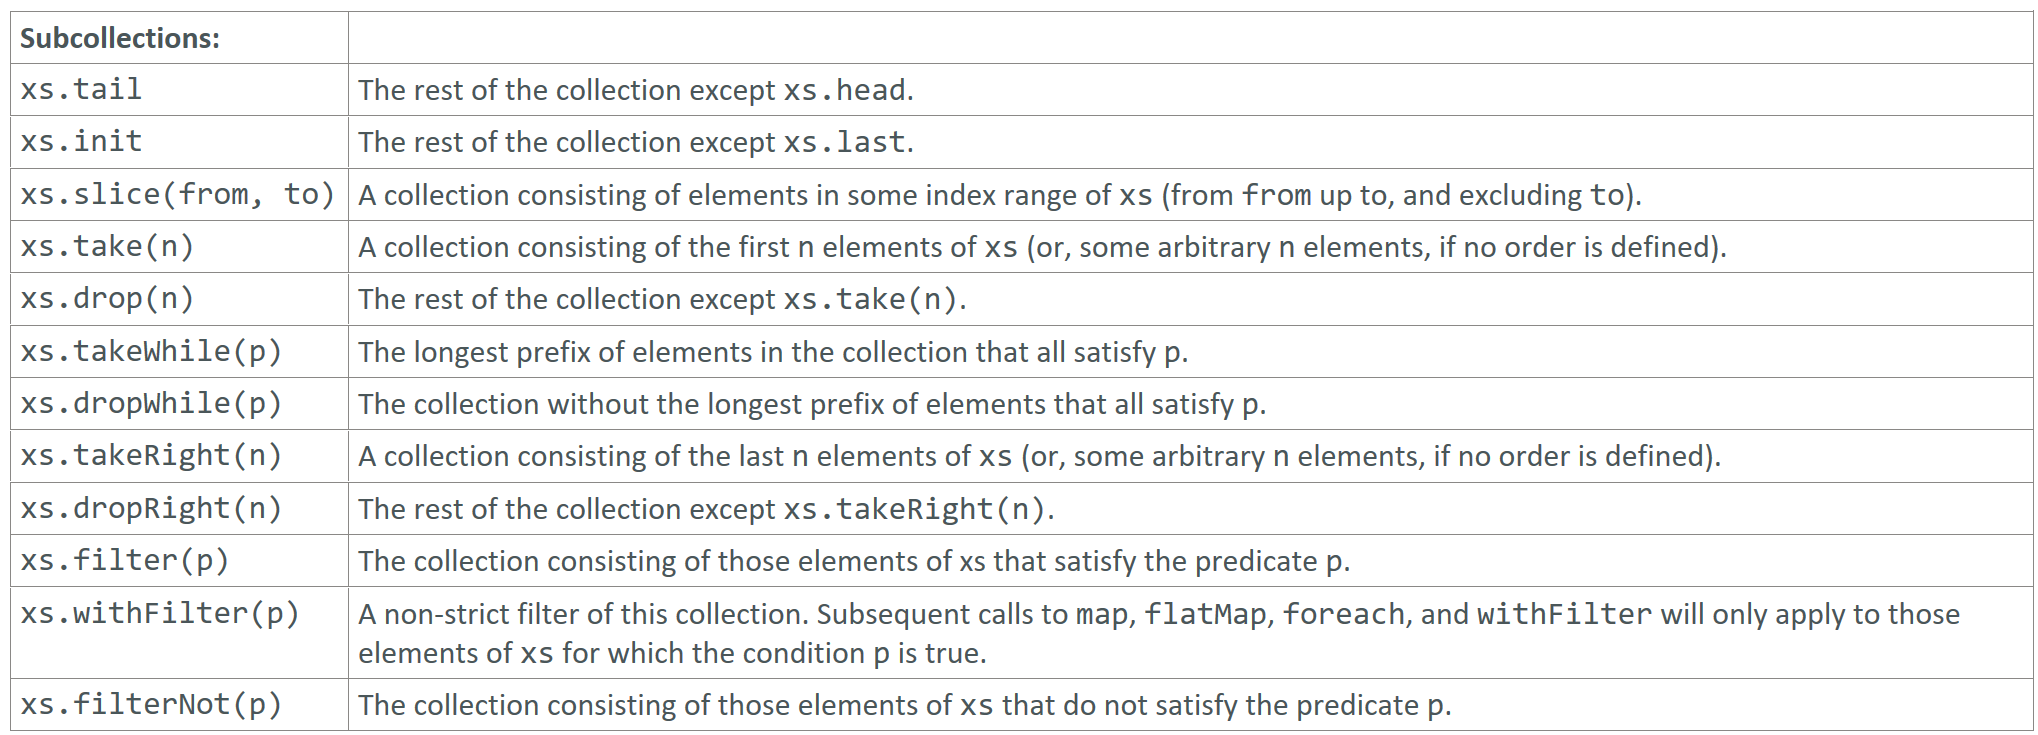 Subcollections:
xs.tail The rest of the collection except xs.head.
xs.init The rest of the collection except xs.last.
xs.slice(from, to) A collection consisting of elements in some index range of xs (from from up to, and excluding to).
xs.take(n) A collection consisting of the first n elements of xs (or, some arbitrary n elements, if no order is defined).
xs.drop(n) The rest of the collection except xs.take(n).
xs.takeWhile(p) The longest prefix of elements in the collection that all satisfy p.
xs.dropWhile(p) The collection without the longest prefix of elements that all satisfy p.
xs.takeRight(n) A collection consisting of the last n elements of xs (or, some arbitrary n elements, if no order is defined).
xs.dropRight(n) The rest of the collection except xs.takeRight(n).
xs.filter(p) The collection consisting of those elements of xs that satisfy the predicate p.
xs.withFilter(p) A non-strict filter of this collection. Subsequent calls to map, flatMap, foreach, and withFilter will only apply to those
elements of xs for which the condition p is true.
xs.filterNot(p) The collection consisting of those elements of xs that do not satisfy the predicate p.